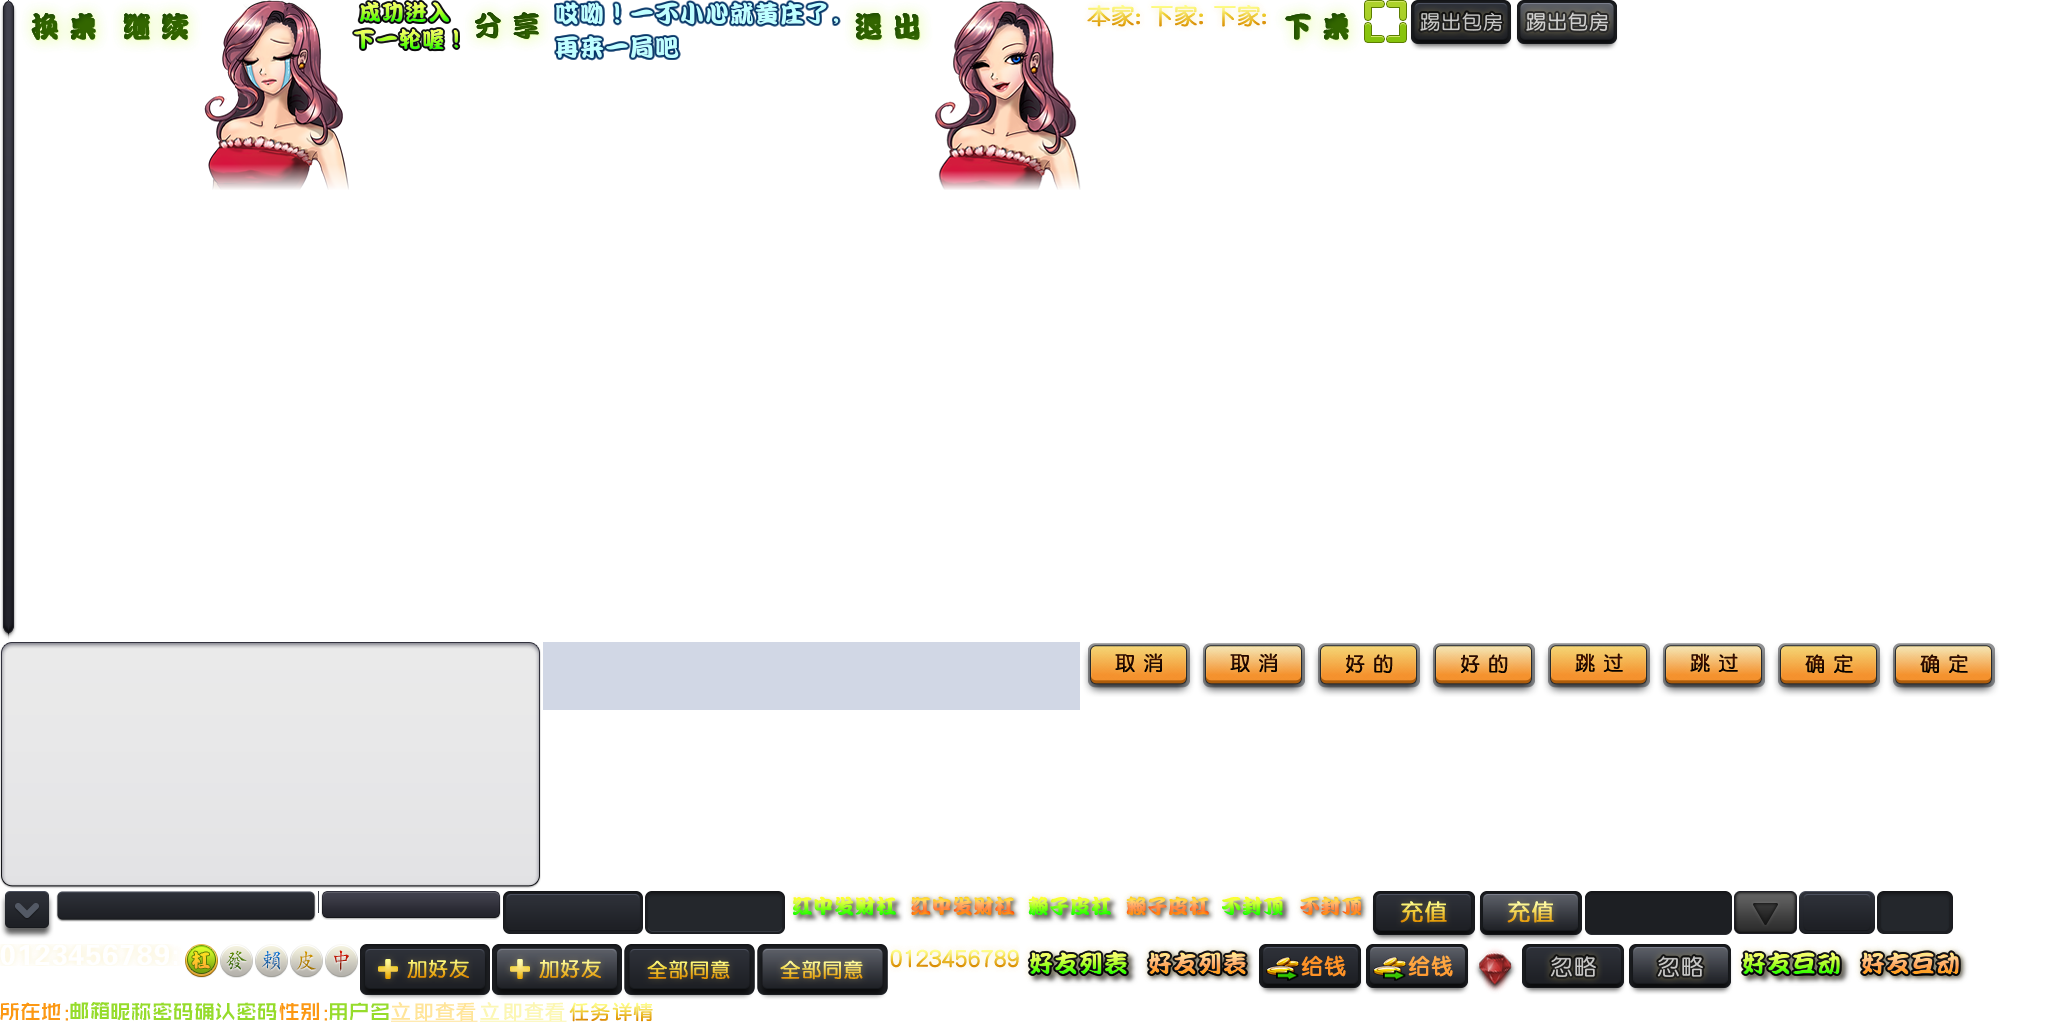 换桌 继续
成功进入
下一轮喔！
分享
哎呦！一不小心就黄庄了，
再来一局吧
退出
本家: 下家: 下家:
下桌
踢出包房 踢出包房
取消 取消 好的 好的 跳过 跳过 确定 确定
红中发财杠 红中发财杠 赖子皮杠 赖子皮杠 不封顶 不封顶
充值 充值
0123456789
杠 發 賴 皮 中
加好友 加好友 全部同意 全部同意
0123456789
好友列表 好友列表
给钱 给钱
忽略 忽略
好友互动 好友互动
所在地:邮箱昵称密码确认密码性别:用户名立即查看立即查看任务详情